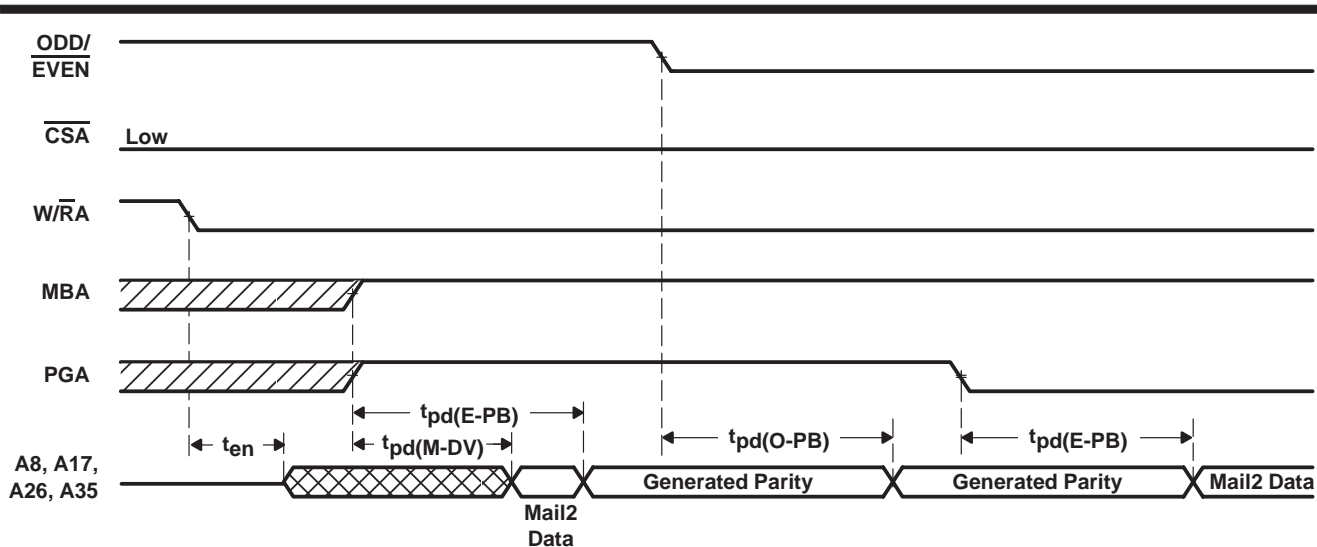 ODD/
EVEN
CSA
Low
W/RA
MBA
PGA
tpd(E-PB)
ten
tpd(M-DV)
tpd(O-PB)
tpd(E-PB)
A8, A17,
A26, A35
Generated Parity
Generated Parity
Mail2 Data
Mail2
Data